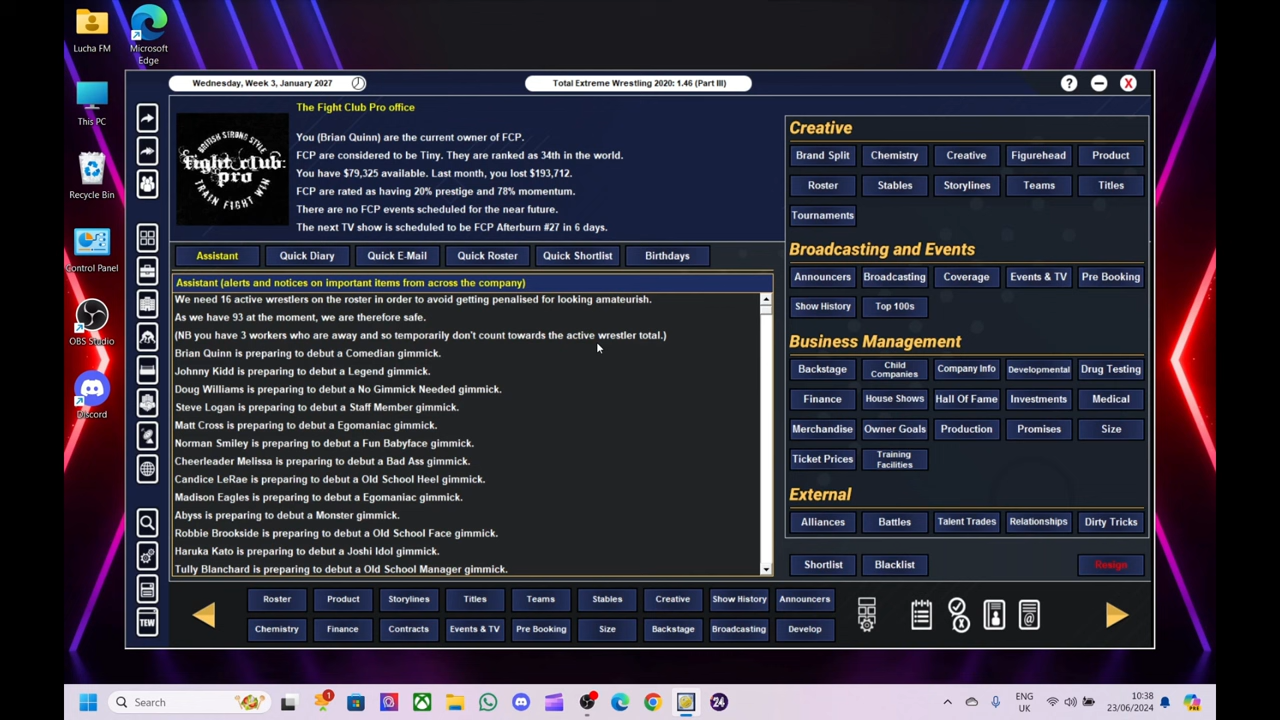 Lucha FM
Microsoft
Edge
This PC
Recycle Bin
Control Panel
OBS Studio
Discord
Wednesday, Week 3, January 2027
Total Extreme Wrestling 2020: 1.46 (Part III)
?
X
The Fight Club Pro office
BRITISH STRONG STYLE
fight club:
pro
TRAIN FIGHT WIN
You (Brian Quinn) are the current owner of FCP.
FCP are considered to be Tiny. They are ranked as 34th in the world.
You have $79,325 available. Last month, you lost $193,712.
FCP are rated as having 20% prestige and 78% momentum.
There are no FCP events scheduled for the near future.
The next TV show is scheduled to be FCP Afterburn #27 in 6 days.
Assistant
Quick Diary
Quick E-Mail
Quick Roster
Quick Shortlist
Birthdays
Assistant (alerts and notices on important items from across the company)
We need 16 active wrestlers on the roster in order to avoid getting penalised for looking amateurish.
As we have 93 at the moment, we are therefore safe.
(NB you have 3 workers who are away and so temporarily don't count towards the active wrestler total.)
Brian Quinn is preparing to debut a Comedian gimmick.
Johnny Kidd is preparing to debut a Legend gimmick.
Doug Williams is preparing to debut a No Gimmick Needed gimmick.
Steve Logan is preparing to debut a Staff Member gimmick.
Matt Cross is preparing to debut a Egomaniac gimmick.
Norman Smiley is preparing to debut a Fun Babyface gimmick.
Cheerleader Melissa is preparing to debut a Bad Ass gimmick.
Candice LeRae is preparing to debut a Old School Heel gimmick.
Madison Eagles is preparing to debut a Egomaniac gimmick.
Abyss is preparing to debut a Monster gimmick.
Robbie Brookside is preparing to debut a Old School Face gimmick.
Haruka Kato is preparing to debut a Joshi Idol gimmick.
Tully Blanchard is preparing to debut a Old School Manager gimmick.
Creative
Brand Split
Chemistry
Creative
Figurehead
Product
Roster
Stables
Storylines
Teams
Titles
Tournaments
Broadcasting and Events
Announcers
Broadcasting
Coverage
Events & TV
Pre Booking
Show History
Top 100s
Business Management
Backstage
Child
Companies
Company Info
Developmental
Drug Testing
Finance
House Shows
Hall Of Fame
Investments
Medical
Merchandise
Owner Goals
Production
Promises
Size
Ticket Prices
Training
Facilities
External
Alliances
Battles
Talent Trades
Relationships
Dirty Tricks
Shortlist
Blacklist
Resign
TEW
Roster
Product
Storylines
Titles
Teams
Stables
Creative
Show History
Announcers
Chemistry
Finance
Contracts
Events & TV
Pre Booking
Size
Backstage
Broadcasting
Develop
Search
1
24
ENG
UK
10:38
23/06/2024